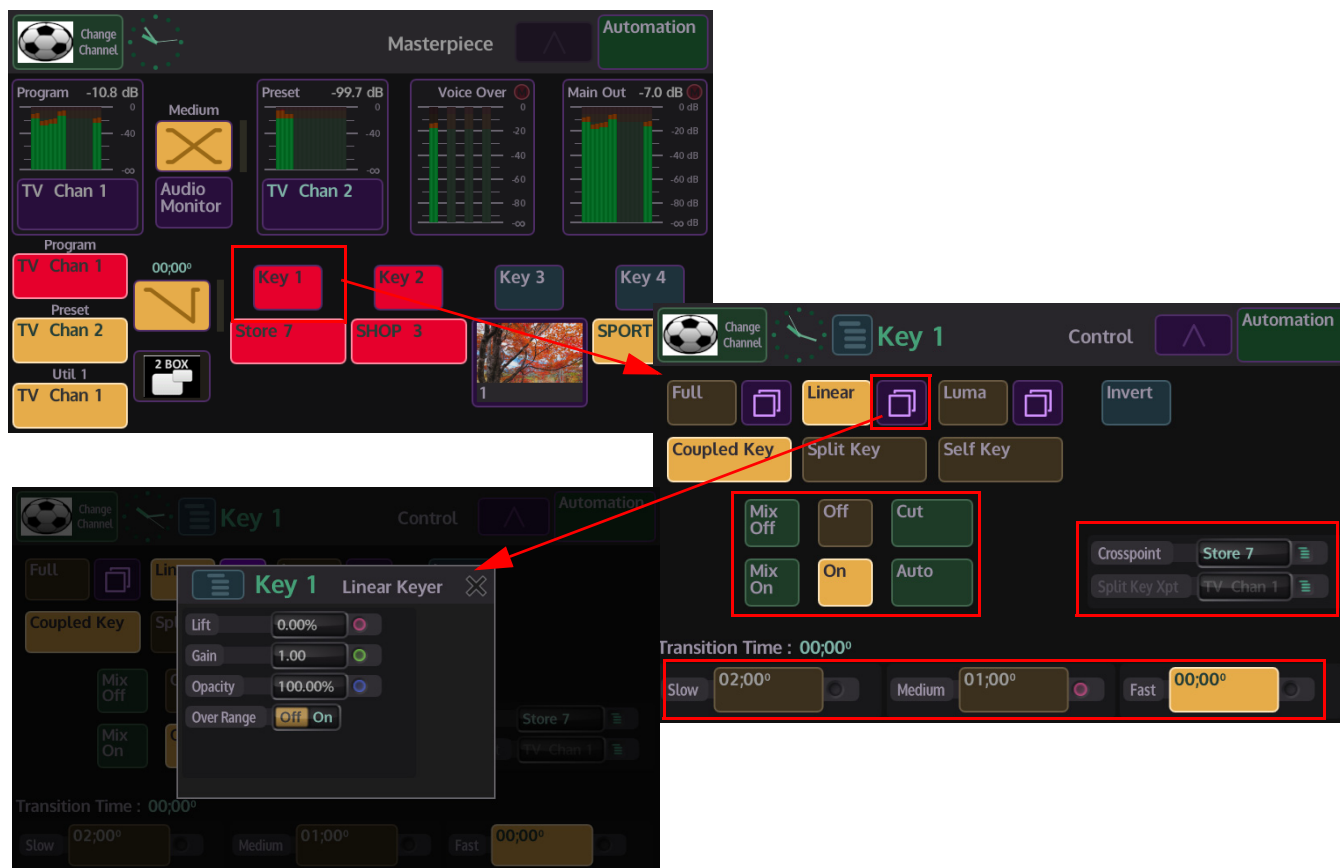 Change
Channel
Masterpiece
Automation
Program -10.8 dB
0
-40
-∞
TV Chan 1
Medium
Audio
Monitor
Preset -99.7 dB
0
-40
-∞
TV Chan 2
Voice Over
0
-20
-40
-60
-80
-∞
Main Out -7.0 dB
0 dB
-20 dB
-40 dB
-60 dB
-80 dB
-∞ dB
Program
TV Chan 1
00;00⁰
Preset
TV Chan 2
2 BOX
Util 1
TV Chan 1
Key 1
Key 2
Key 3
Key 4
Store 7
SHOP 3
1
SPORT
Change
Channel
Key 1
Control
Automation
Full
Linear
Luma
Invert
Coupled Key
Split Key
Self Key
Mix
Off
Off
Cut
Mix
On
On
Auto
Crosspoint
Store 7
Split Key Xpt
TV Chan 1
Transition Time : 00;00⁰
Slow
02;00⁰
Medium
01;00⁰
Fast
00;00⁰
Change
Channel
Key 1
Control
Automation
Full
Lin
Coupled Key
Spl
Mix
Off
Mix
On
Store 7
TV Chan 1
Key 1
Linear Keyer
Lift
0.00%
Gain
1.00
Opacity
100.00%
Over Range
Off On
Transition Time : 00;00⁰
Slow
02;00⁰
Medium
01;00⁰
Fast
00;00⁰